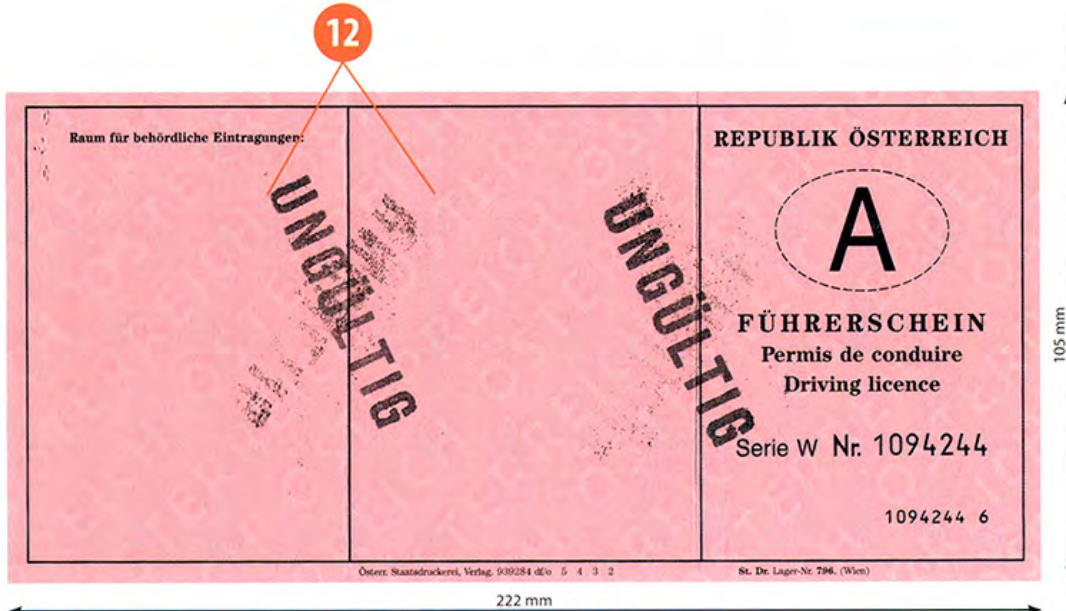 12
Raum für behördliche Eintragungen:
UNGÜLTIG
UNGÜLTIG
REPUBLIK ÖSTERREICH
A
FÜHRERSCHEIN
Permis de conduire
Driving licence
Serie W Nr. 1094244
1094244 6
Österr. Staatsdruckerei, Verlag. 939284 5 4 3 2
St. Dr. Lager-Nr. 796. (Wien)
105 mm
222 mm